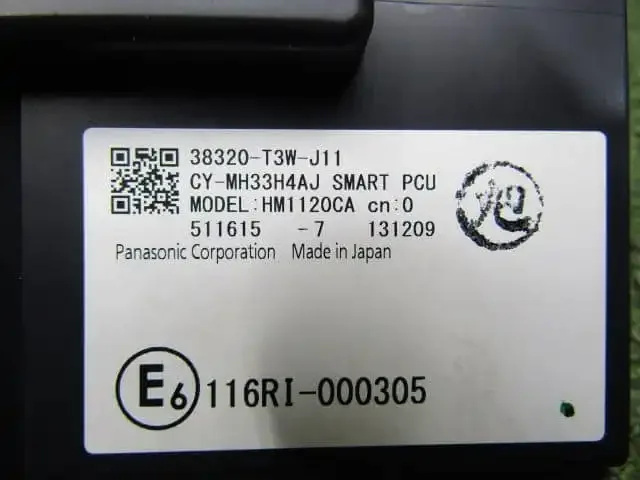 38320-T3W-J11
CY-MH33H4AJ SMART PCU
MODEL:HM1120CA cn:0
511615 -7 131209
Panasonic Corporation Made in Japan
旭
E6 116RI-000305